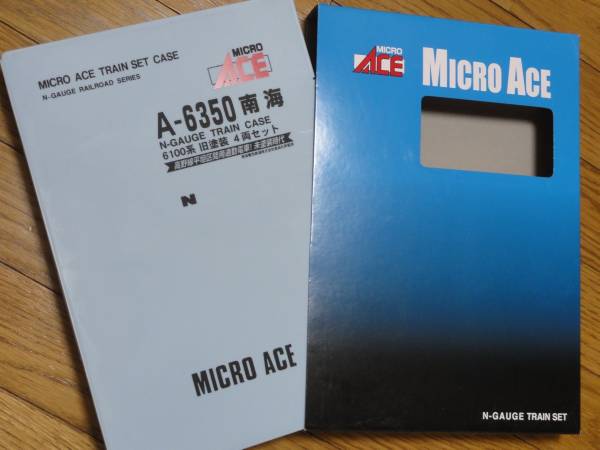 MICRO ACE TRAIN SET CASE
N-GAUGE RAILROAD SERIES
MICRO
ACE
A-6350 南海
N-GAUGE TRAIN CASE
6100系 旧塗装 4両セット
N
MICRO ACE
MICRO
ACE
MICRO ACE
N-GAUGE TRAIN SET